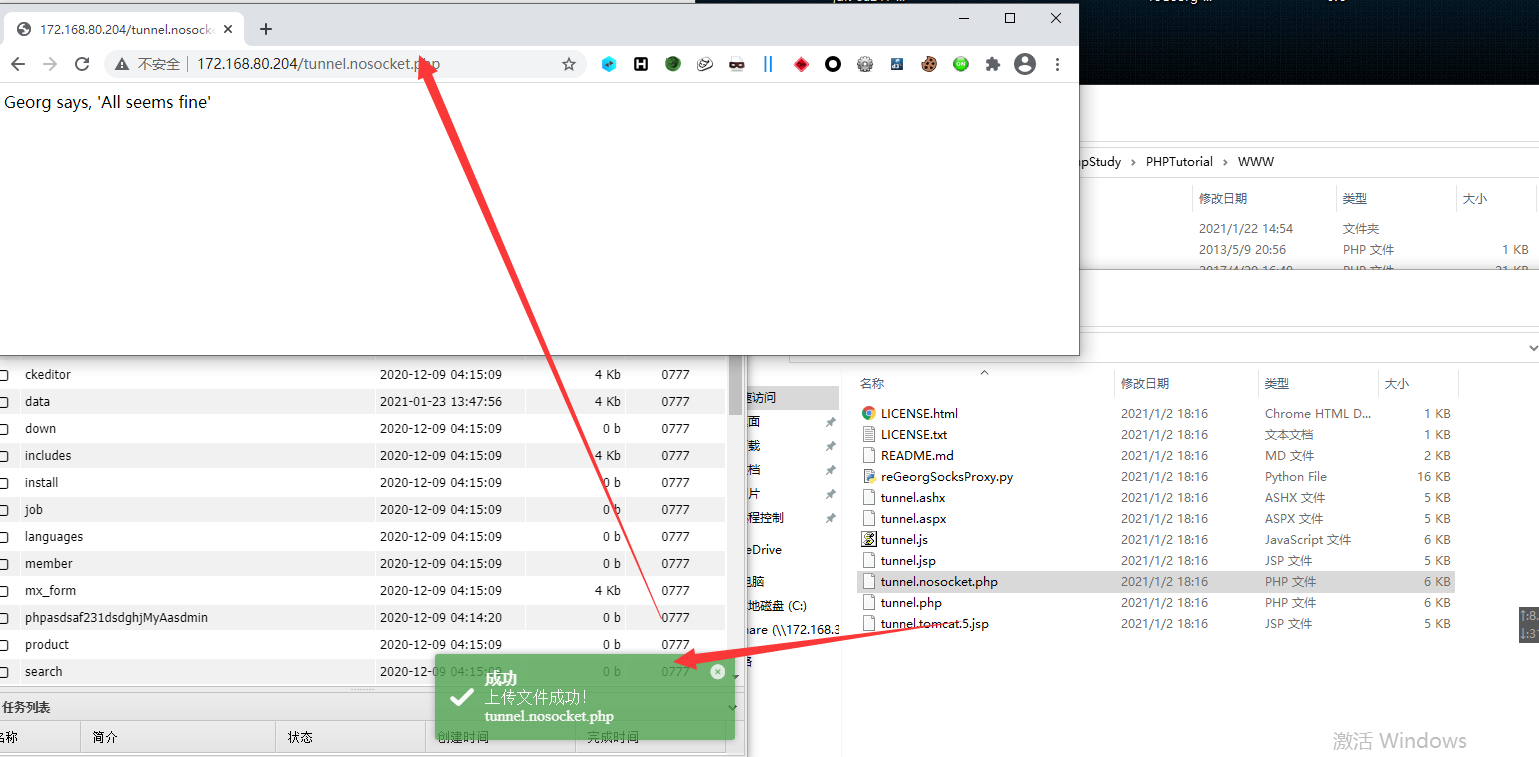 172.168.80.204/tunnel.nosock
不安全 172.168.80.204/tunnel.nosocket.php
Georg says, 'All seems fine'
PHPTutorial › WWW
修改日期 类型 大小
2021/1/22 14:54 文件夹
2013/5/9 20:56 PHP 文件 1 KB
ckeditor 2020-12-09 04:15:09 4 Kb 0777
data 2021-01-23 13:47:56 4 Kb 0777
down 2020-12-09 04:15:09 0 b 0777
includes 2020-12-09 04:15:09 4 Kb 0777
install 2020-12-09 04:15:09 0 b 0777
job 2020-12-09 04:15:09 0 b 0777
languages 2020-12-09 04:15:09 0 b 0777
member 2020-12-09 04:15:09 0 b 0777
mx_form 2020-12-09 04:15:09 4 Kb 0777
phpasdsaf231dsdghjMyAasdmin 2020-12-09 04:14:20 0 b 0777
product 2020-12-09 04:15:09 0 b 0777
search 2020-12-09 04:15:09 0 b 0777
成功
上传文件成功!
tunnel.nosocket.php
任务列表
名称 简介 状态 创建时间 完成时间
访问
面
载
档
片
程控制
eDrive
电脑
地磁盘 (C:)
hare (\\172.168.3
络
名称 修改日期 类型 大小
LICENSE.html 2021/1/2 18:16 Chrome HTML D... 1 KB
LICENSE.txt 2021/1/2 18:16 文本文档 1 KB
README.md 2021/1/2 18:16 MD 文件 2 KB
reGeorgSocksProxy.py 2021/1/2 18:16 Python File 16 KB
tunnel.ashx 2021/1/2 18:16 ASHX 文件 5 KB
tunnel.aspx 2021/1/2 18:16 ASPX 文件 5 KB
tunnel.js 2021/1/2 18:16 JavaScript 文件 6 KB
tunnel.jsp 2021/1/2 18:16 JSP 文件 5 KB
tunnel.nosocket.php 2021/1/2 18:16 PHP 文件 6 KB
tunnel.php 2021/1/2 18:16 PHP 文件 6 KB
tunnel.tomcat.5.jsp 2021/1/2 18:16 JSP 文件 5 KB
激活 Windows